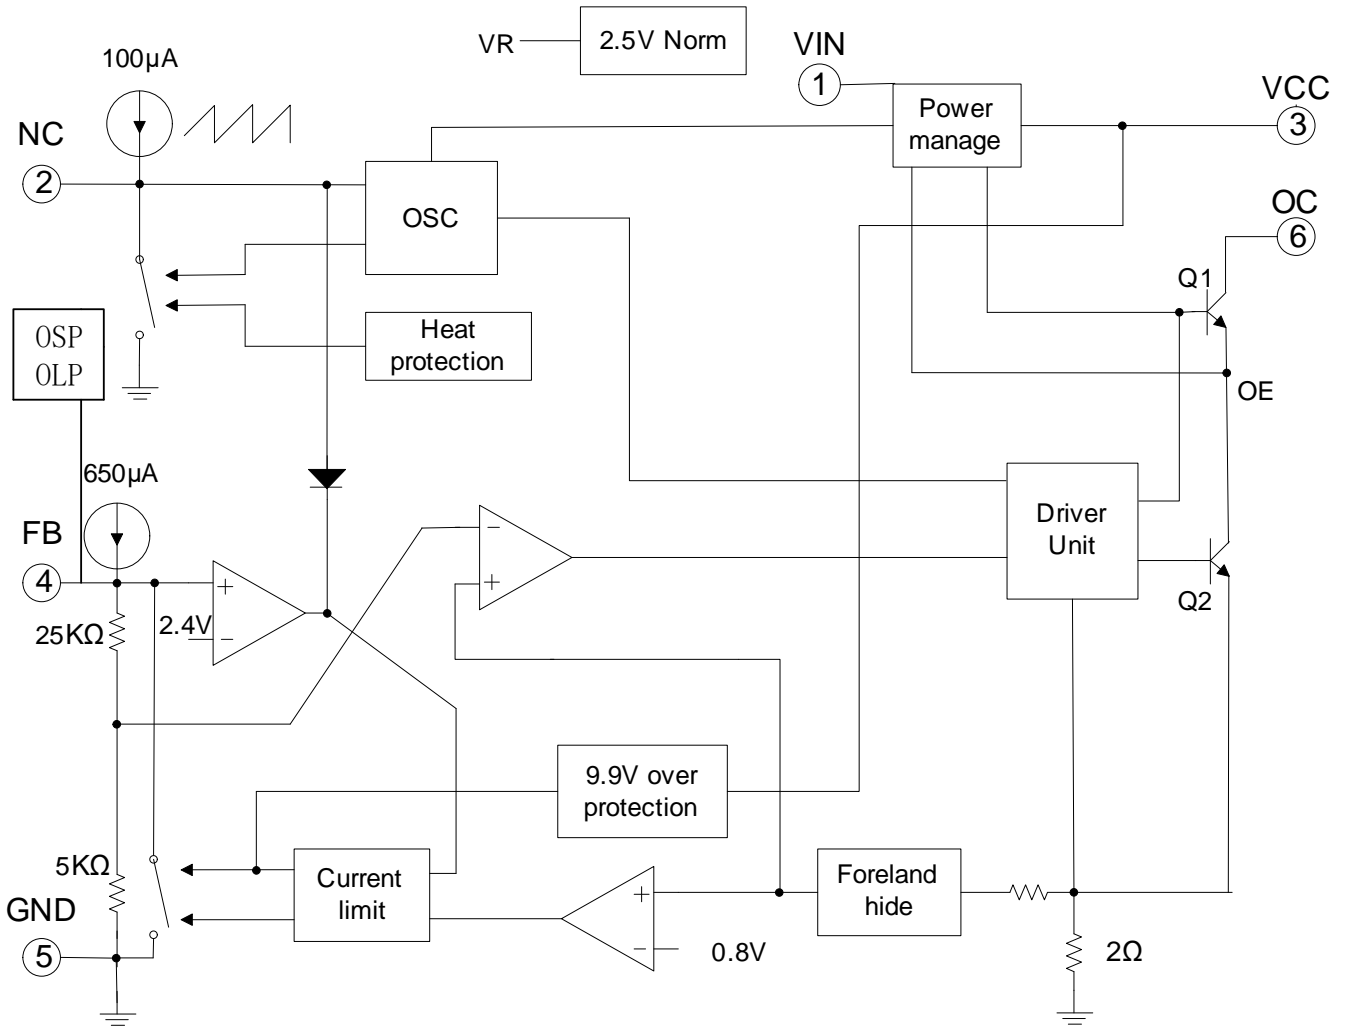 VR
2.5V Norm
VIN
1
100µA
Power
manage
VCC
3
NC
2
OSC
OC
6
Q1
OSP
OLP
Heat
protection
OE
650µA
FB
4
+
2.4V
−
25KΩ
−
+
Driver
Unit
Q2
9.9V over
protection
5KΩ
GND
5
Current
limit
+
−
0.8V
Foreland
hide
2Ω